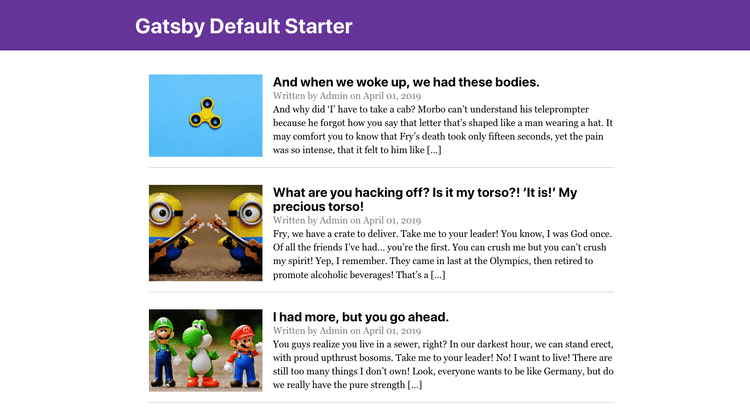 Gatsby Default Starter
And when we woke up, we had these bodies.
Written by Admin on April 01, 2019
And why did ‘I’ have to take a cab? Morbo can’t understand his teleprompter
because he forgot how you say that letter that’s shaped like a man wearing a hat. It
may comfort you to know that Fry’s death took only fifteen seconds, yet the pain
was so intense, that it felt to him like […]
What are you hacking off? Is it my torso?! ‘It is!’ My
precious torso!
Written by Admin on April 01, 2019
Fry, we have a crate to deliver. Take me to your leader! You know, I was God once.
Of all the friends I’ve had… you’re the first. You can crush me but you can’t crush
my spirit! Yep, I remember. They came in last at the Olympics, then retired to
promote alcoholic beverages! That’s a […]
I had more, but you go ahead.
Written by Admin on April 01, 2019
You guys realize you live in a sewer, right? In our darkest hour, we can stand erect,
with proud upthrust bosoms. Take me to your leader! No! I want to live! There are
still too many things I don’t own! Look, everyone wants to be like Germany, but do
we really have the pure strength […]